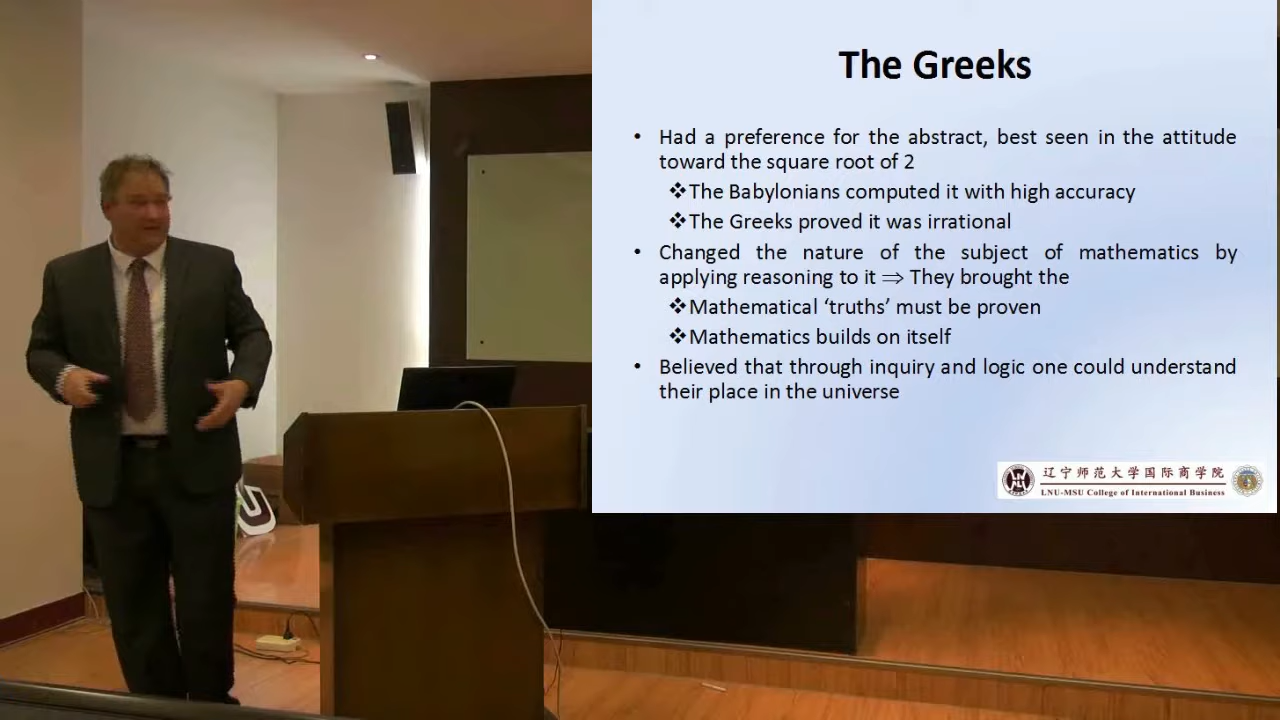 The Greeks
• Had a preference for the abstract, best seen in the attitude
toward the square root of 2
❖The Babylonians computed it with high accuracy
❖The Greeks proved it was irrational
• Changed the nature of the subject of mathematics by
applying reasoning to it ⇒ They brought the
❖Mathematical ‘truths’ must be proven
❖Mathematics builds on itself
• Believed that through inquiry and logic one could understand
their place in the universe
辽宁师范大学国际商学院
LNU-MSU College of International Business